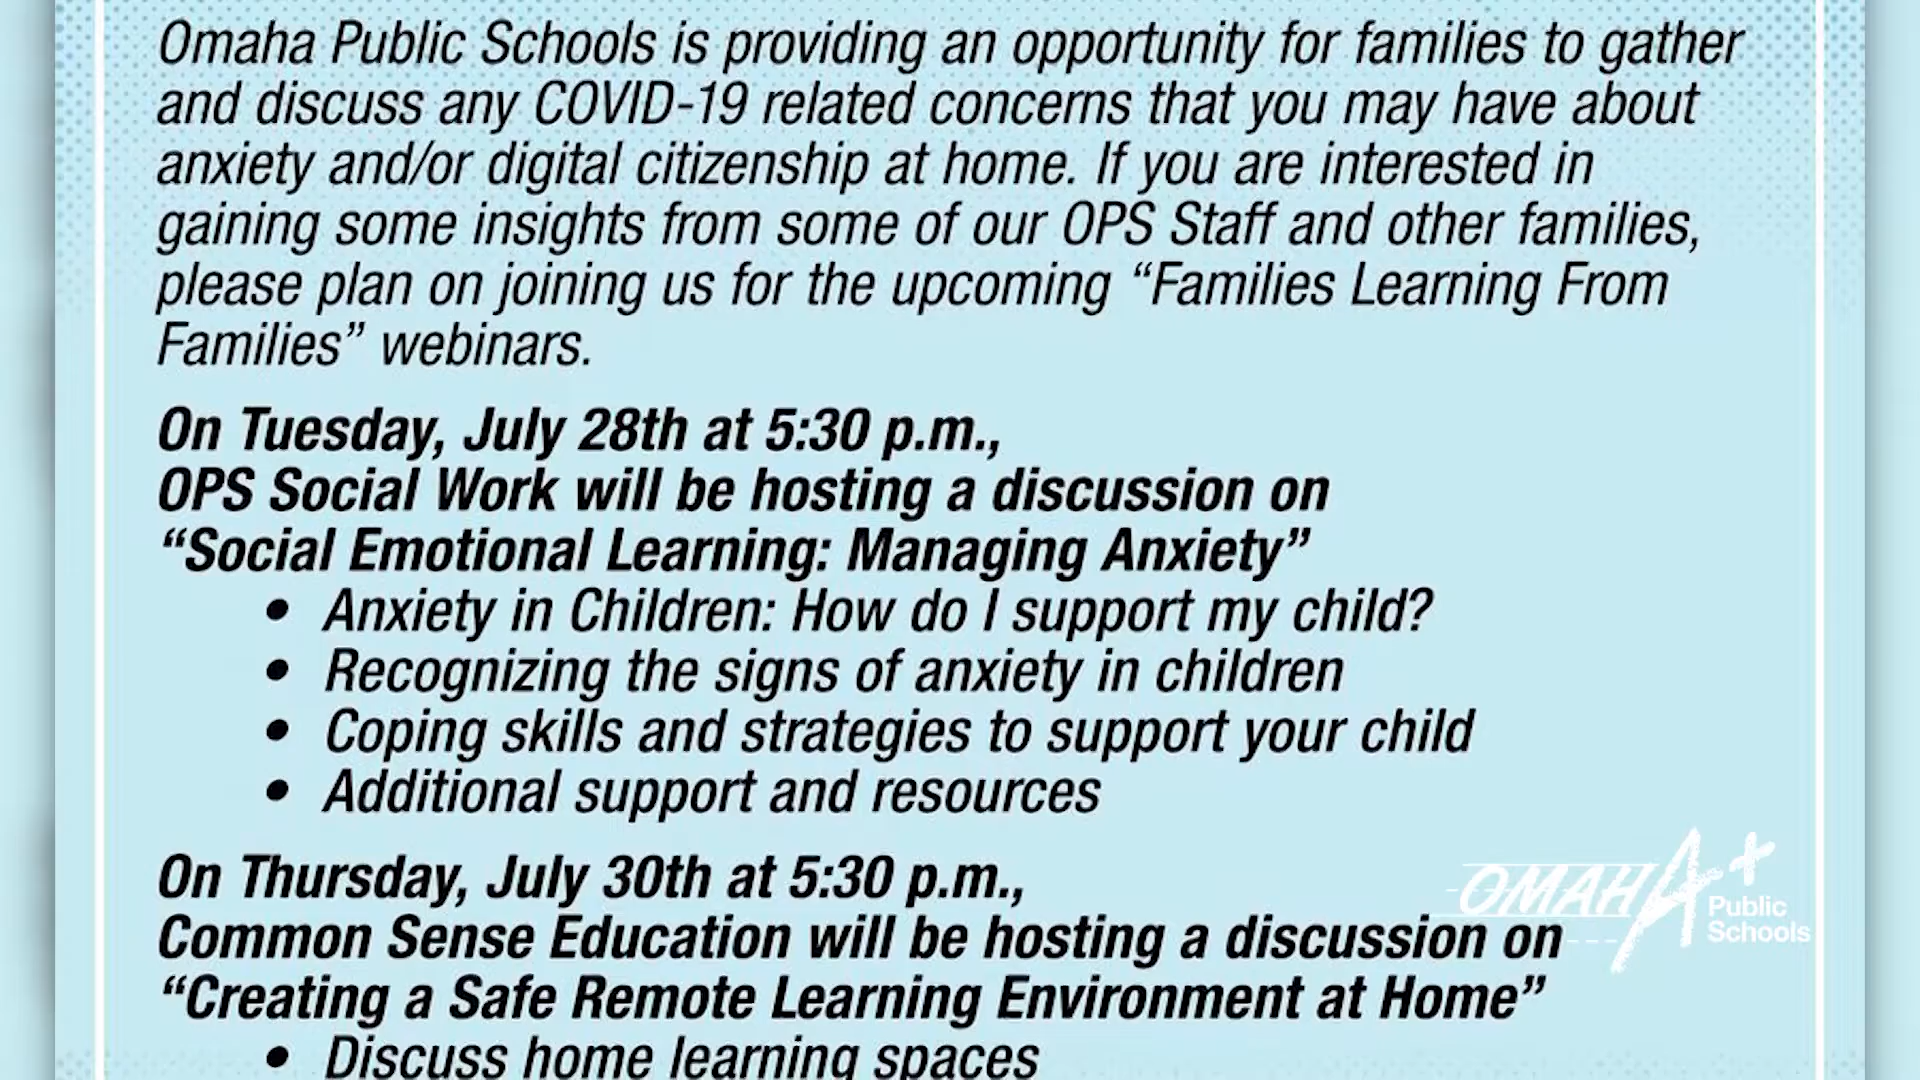 Omaha Public Schools is providing an opportunity for families to gather
and discuss any COVID-19 related concerns that you may have about
anxiety and/or digital citizenship at home. If you are interested in
gaining some insights from some of our OPS Staff and other families,
please plan on joining us for the upcoming “Families Learning From
Families” webinars.
On Tuesday, July 28th at 5:30 p.m.,
OPS Social Work will be hosting a discussion on
“Social Emotional Learning: Managing Anxiety”
• Anxiety in Children: How do I support my child?
• Recognizing the signs of anxiety in children
• Coping skills and strategies to support your child
• Additional support and resources
On Thursday, July 30th at 5:30 p.m.,
Common Sense Education will be hosting a discussion on
“Creating a Safe Remote Learning Environment at Home”
• Discuss home learning spaces
OMAHA+
Public
Schools